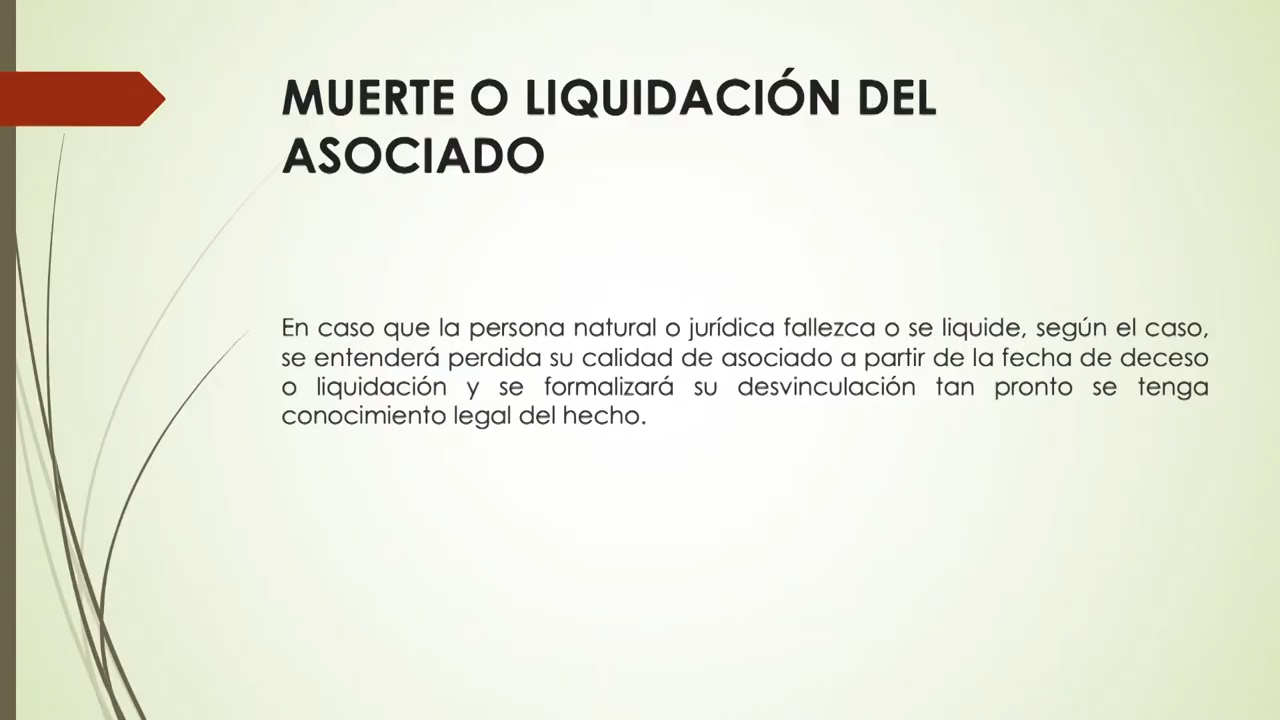 MUERTE O LIQUIDACIÓN DEL
ASOCIADO
En caso que la persona natural o jurídica fallezca o se liquide, según el caso,
se entenderá perdida su calidad de asociado a partir de la fecha de deceso
o liquidación y se formalizará su desvinculación tan pronto se tenga
conocimiento legal del hecho.